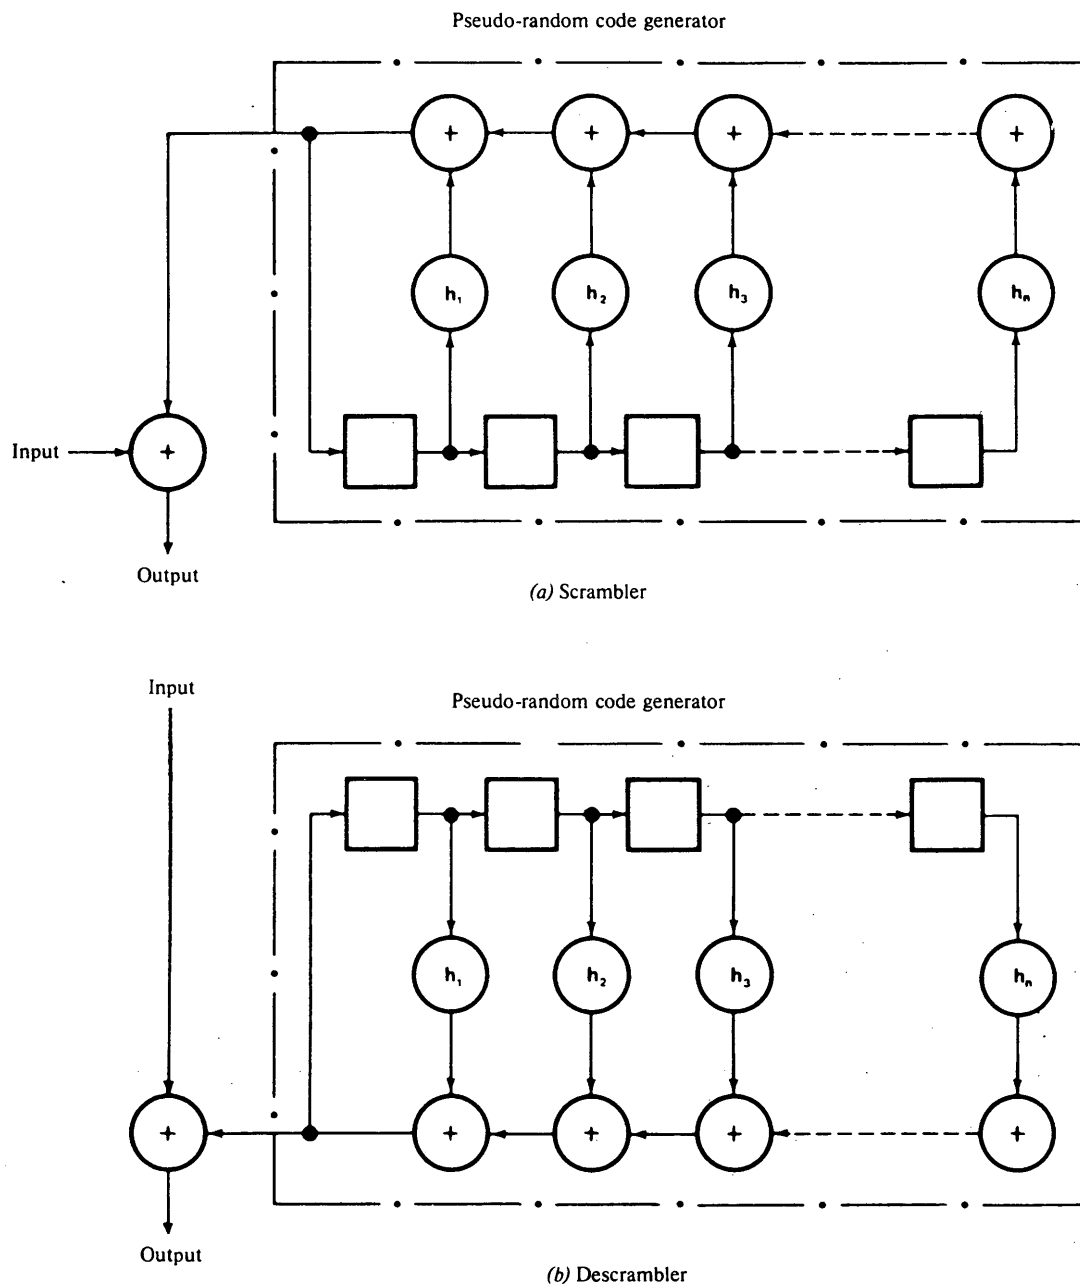 Pseudo-random code generator
+ + + +
h₁ h₂ h₃ hₙ
Input +
Output
(a) Scrambler
Input
Pseudo-random code generator
h₁ h₂ h₃ hₙ
+ + + + +
Output
(b) Descrambler